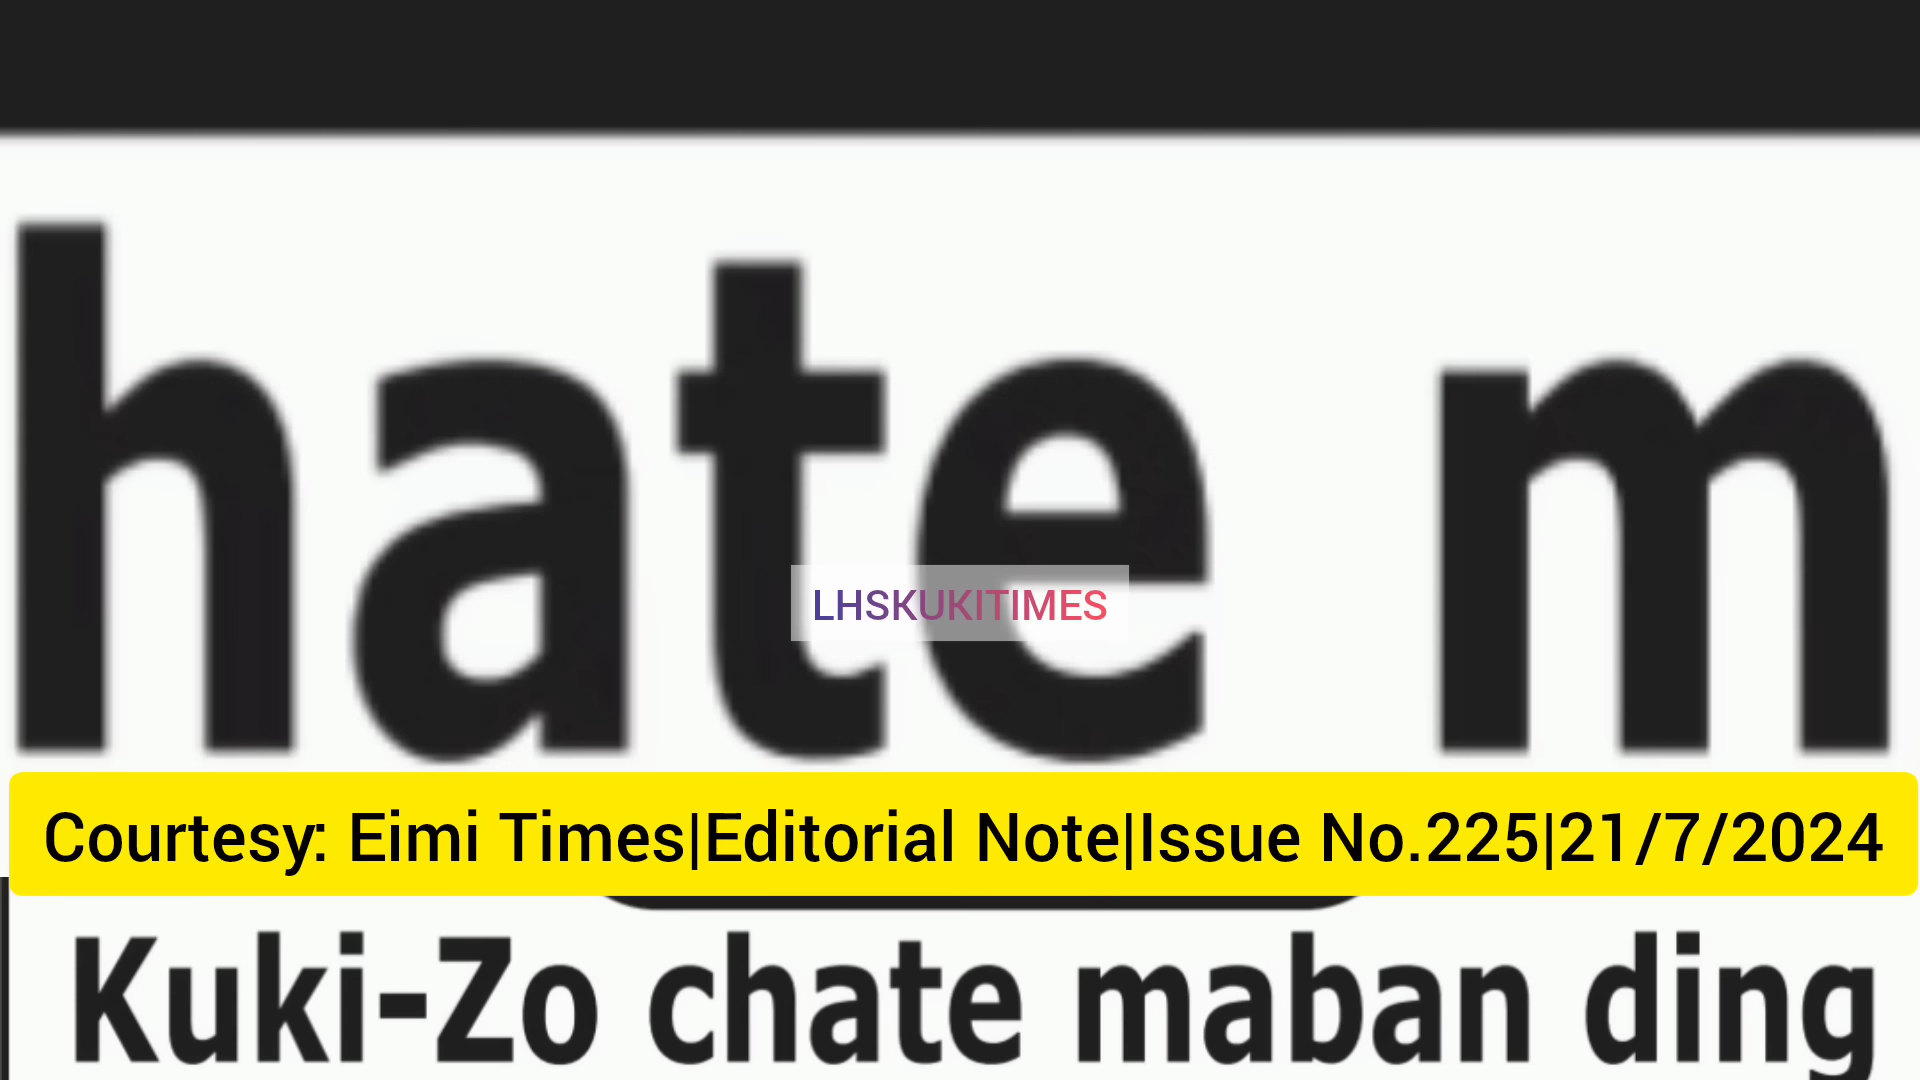 hate m
LHSKUKITIMES
Courtesy: Eimi Times|Editorial Note|Issue No.225|21/7/2024
Kuki-Zo chate maban ding